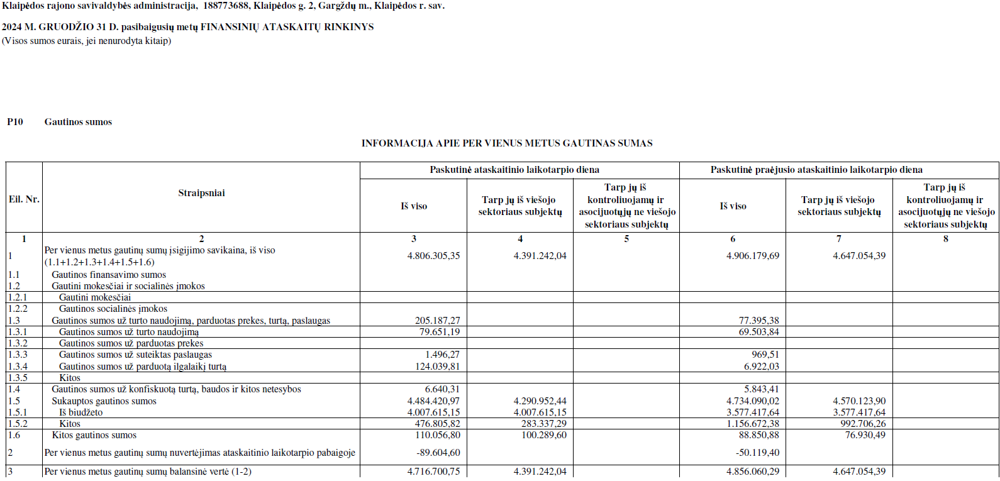 Klaipėdos rajono savivaldybės administracija,  188773688, Klaipėdos g. 2, Gargždų m., Klaipėdos r. sav.
2024 M. GRUODŽIO 31 D. pasibaigusių metų FINANSINIŲ ATASKAITŲ RINKINYS
(Visos sumos eurais, jei nenurodyta kitaip)
P10 Gautinos sumos
INFORMACIJA APIE PER VIENUS METUS GAUTINAS SUMAS
Eil. Nr. Straipsniai Paskutinė ataskaitinio laikotarpio diena Paskutinė praėjusio ataskaitinio laikotarpio diena
Iš viso
Tarp jų iš viešojo
sektoriaus subjektų
Tarp jų iš
kontroliuojamų ir
asocijuotųjų ne viešojo
sektoriaus subjektų
Iš viso
Tarp jų iš viešojo
sektoriaus subjektų
Tarp jų iš
kontroliuojamų ir
asocijuotųjų ne viešojo
sektoriaus subjektų
1 2 3 4 5 6 7 8
1 Per vienus metus gautinų sumų įsigijimo savikaina, iš viso
(1.1+1.2+1.3+1.4+1.5+1.6) 4.806.305,35 4.391.242,04 4.906.179,69 4.647.054,39
1.1 Gautinos finansavimo sumos
1.2 Gautini mokesčiai ir socialinės įmokos
1.2.1 Gautini mokesčiai
1.2.2 Gautinos socialinės įmokos
1.3 Gautinos sumos už turto naudojimą, parduotas prekes, turtą, paslaugas 205.187,27 77.395,38
1.3.1 Gautinos sumos už turto naudojimą 79.651,19 69.503,84
1.3.2 Gautinos sumos už parduotas prekes
1.3.3 Gautinos sumos už suteiktas paslaugas 1.496,27 969,51
1.3.4 Gautinos sumos už parduotą ilgalaikį turtą 124.039,81 6.922,03
1.3.5 Kitos
1.4 Gautinos sumos už konfiskuotą turtą, baudos ir kitos netesybos 6.640,31 5.843,41
1.5 Sukauptos gautinos sumos 4.484.420,97 4.290.952,44 4.734.090,02 4.570.123,90
1.5.1 Iš biudžeto 4.007.615,15 4.007.615,15 3.577.417,64 3.577.417,64
1.5.2 Kitos 476.805,82 283.337,29 1.156.672,38 992.706,26
1.6 Kitos gautinos sumos 110.056,80 100.289,60 88.850,88 76.930,49
2 Per vienus metus gautinų sumų nuvertėjimas ataskaitinio laikotarpio pabaigoje -89.604,60 -50.119,40
3 Per vienus metus gautinų sumų balansinė vertė (1-2) 4.716.700,75 4.391.242,04 4.856.060,29 4.647.054,39